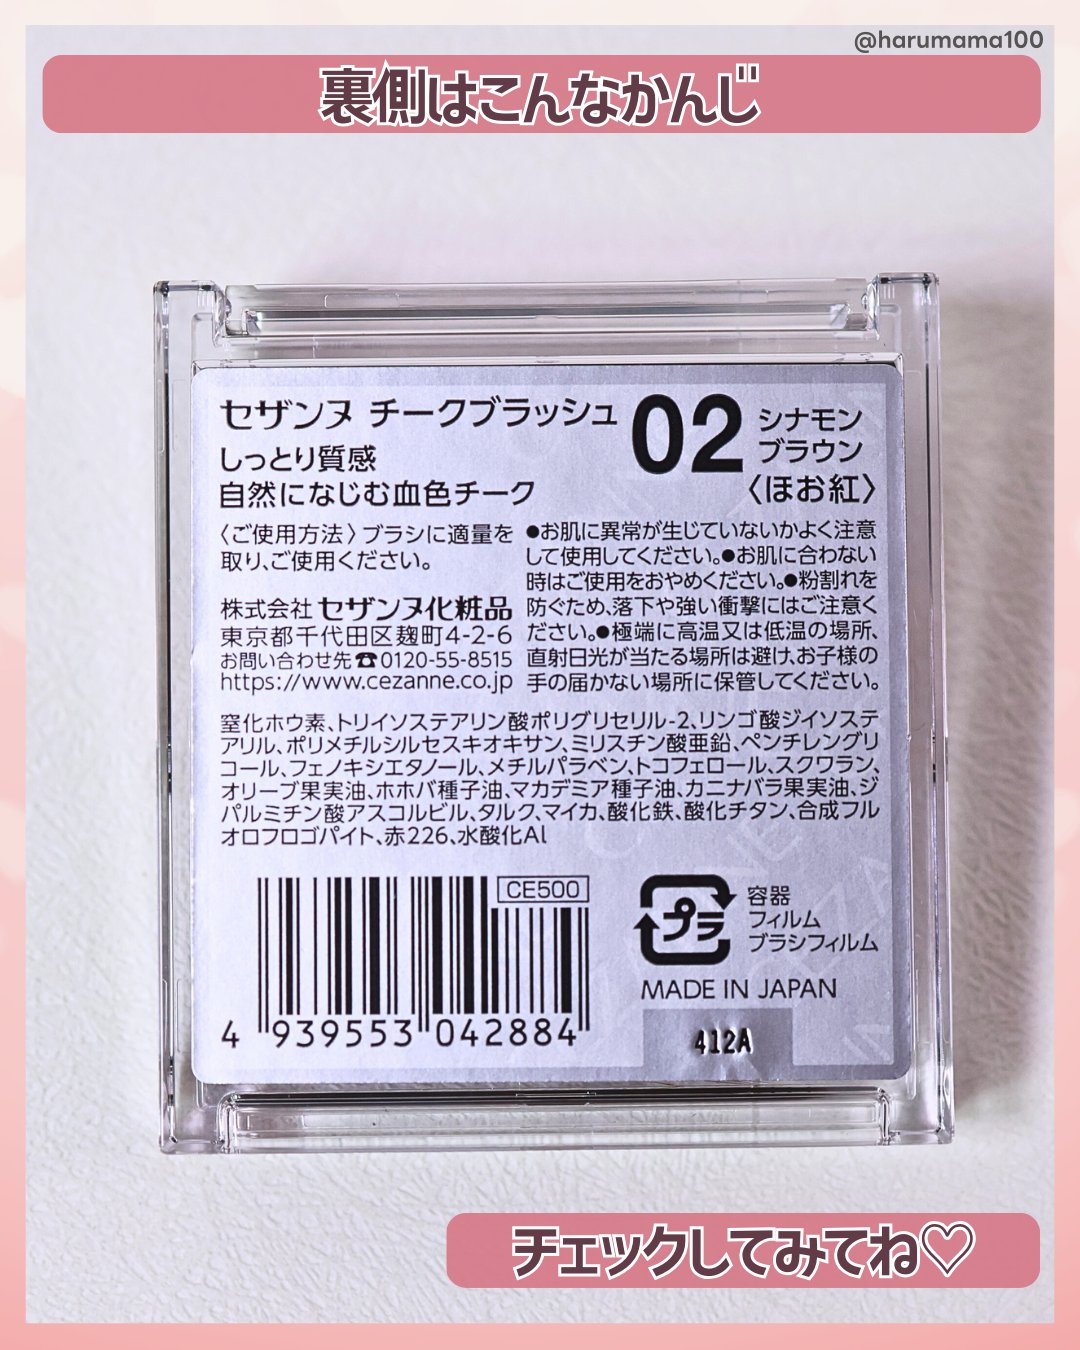 @harumama100
裏側はこんなかんじ
セザンヌ チークブラッシュ
しっとり質感
自然になじむ血色チーク
02
シナモン
ブラウン
〈ほお紅〉
〈ご使用方法〉ブラシに適量を
取り、ご使用ください。
株式会社 セザンヌ化粧品
東京都千代田区麹町4-2-6
お問い合わせ先☎0120-55-8515
https://www.cezanne.co.jp
●お肌に異常が生じていないかよく注意
して使用してください。●お肌に合わない
時はご使用をおやめください。●粉割れを
防ぐため、落下や強い衝撃にはご注意く
ださい。●極端に高温又は低温の場所、
直射日光が当たる場所は避け、お子様の
手の届かない場所に保管してください。
窒化ホウ素、トリイソステアリン酸ポリグリセリル-2、リンゴ酸ジイソステ
アリル、ポリメチルシルセスキオキサン、ミリスチン酸亜鉛、ペンチレングリ
コール、フェノキシエタノール、メチルパラベン、トコフェロール、スクワラン、
オリーブ果実油、ホホバ種子油、マカデミア種子油、カニナバラ果実油、ジ
パルミチン酸アスコルビル、タルク、マイカ、酸化鉄、酸化チタン、合成フル
オロフロゴパイト、赤226、水酸化Al
CE500
4 939553 042884
プラ
容器
フィルム
ブラシフィルム
MADE IN JAPAN
412A
チェックしてみてね♡